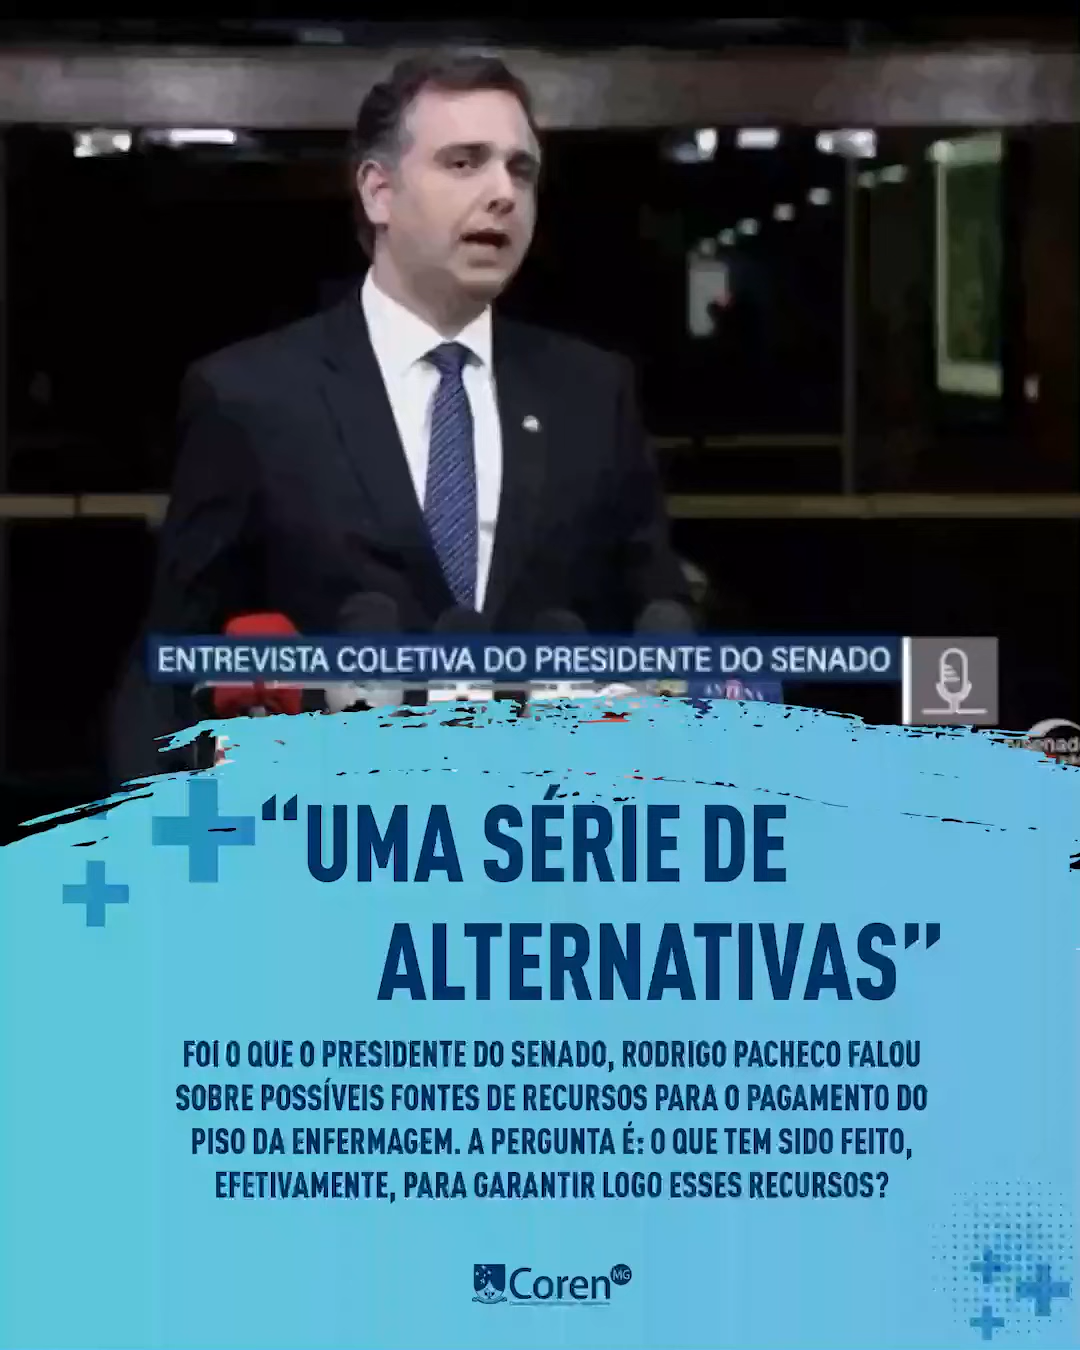 ENTREVISTA COLETIVA DO PRESIDENTE DO SENADO
“UMA SÉRIE DE
ALTERNATIVAS”
FOI O QUE O PRESIDENTE DO SENADO, RODRIGO PACHECO FALOU
SOBRE POSSÍVEIS FONTES DE RECURSOS PARA O PAGAMENTO DO
PISO DA ENFERMAGEM. A PERGUNTA É: O QUE TEM SIDO FEITO,
EFETIVAMENTE, PARA GARANTIR LOGO ESSES RECURSOS?
Coren MG